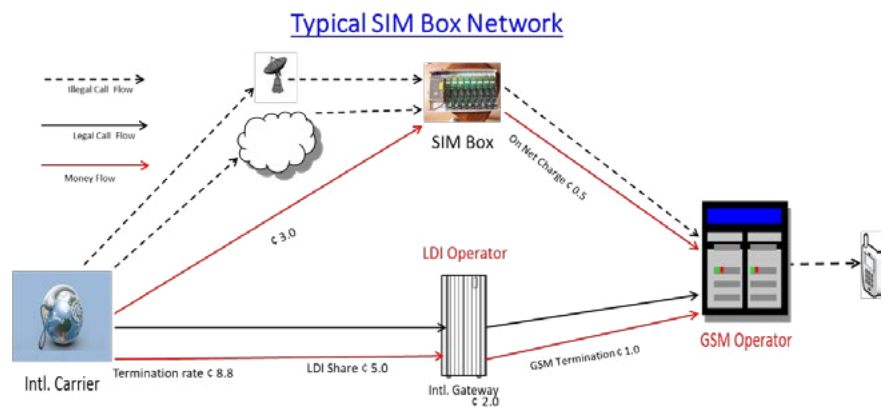 Typical SIM Box Network
Illegal Call Flow
Legal Call Flow
Money Flow
SIM Box
On Net Charge ¢ 0.5
¢ 3.0
LDI Operator
Intl. Carrier
Termination rate ¢ 8.8
LDI Share ¢ 5.0
Intl. Gateway
¢ 2.0
GSM Termination ¢ 1.0
GSM Operator